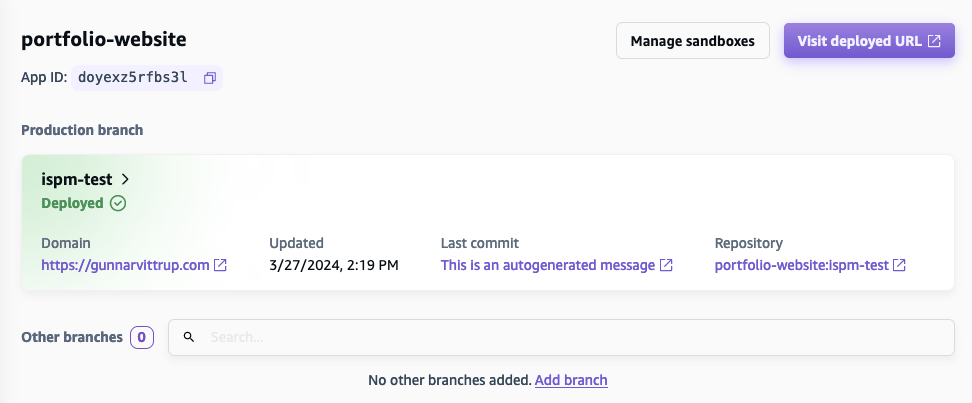 portfolio-website
Manage sandboxes
Visit deployed URL
App ID: doyexz5rfbs3l
Production branch
ispm-test
Deployed
Domain
Updated
Last commit
Repository
https://gunnarvittrup.com
3/27/2024, 2:19 PM
This is an autogenerated message
portfolio-website:ispm-test
Other branches 0
Search...
No other branches added. Add branch